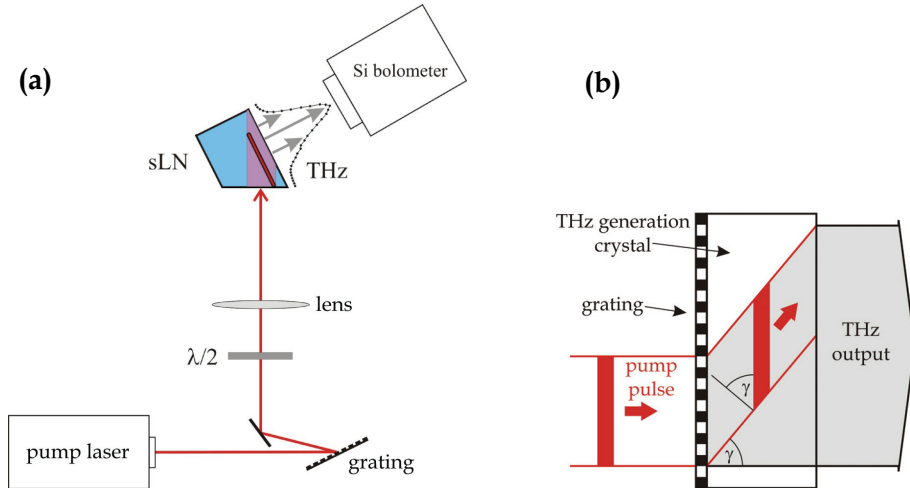 (a)
Si bolometer
sLN
THz
lens
λ/2
pump laser
grating
(b)
THz generation
crystal
grating
pump
pulse
γ
γ
THz
output